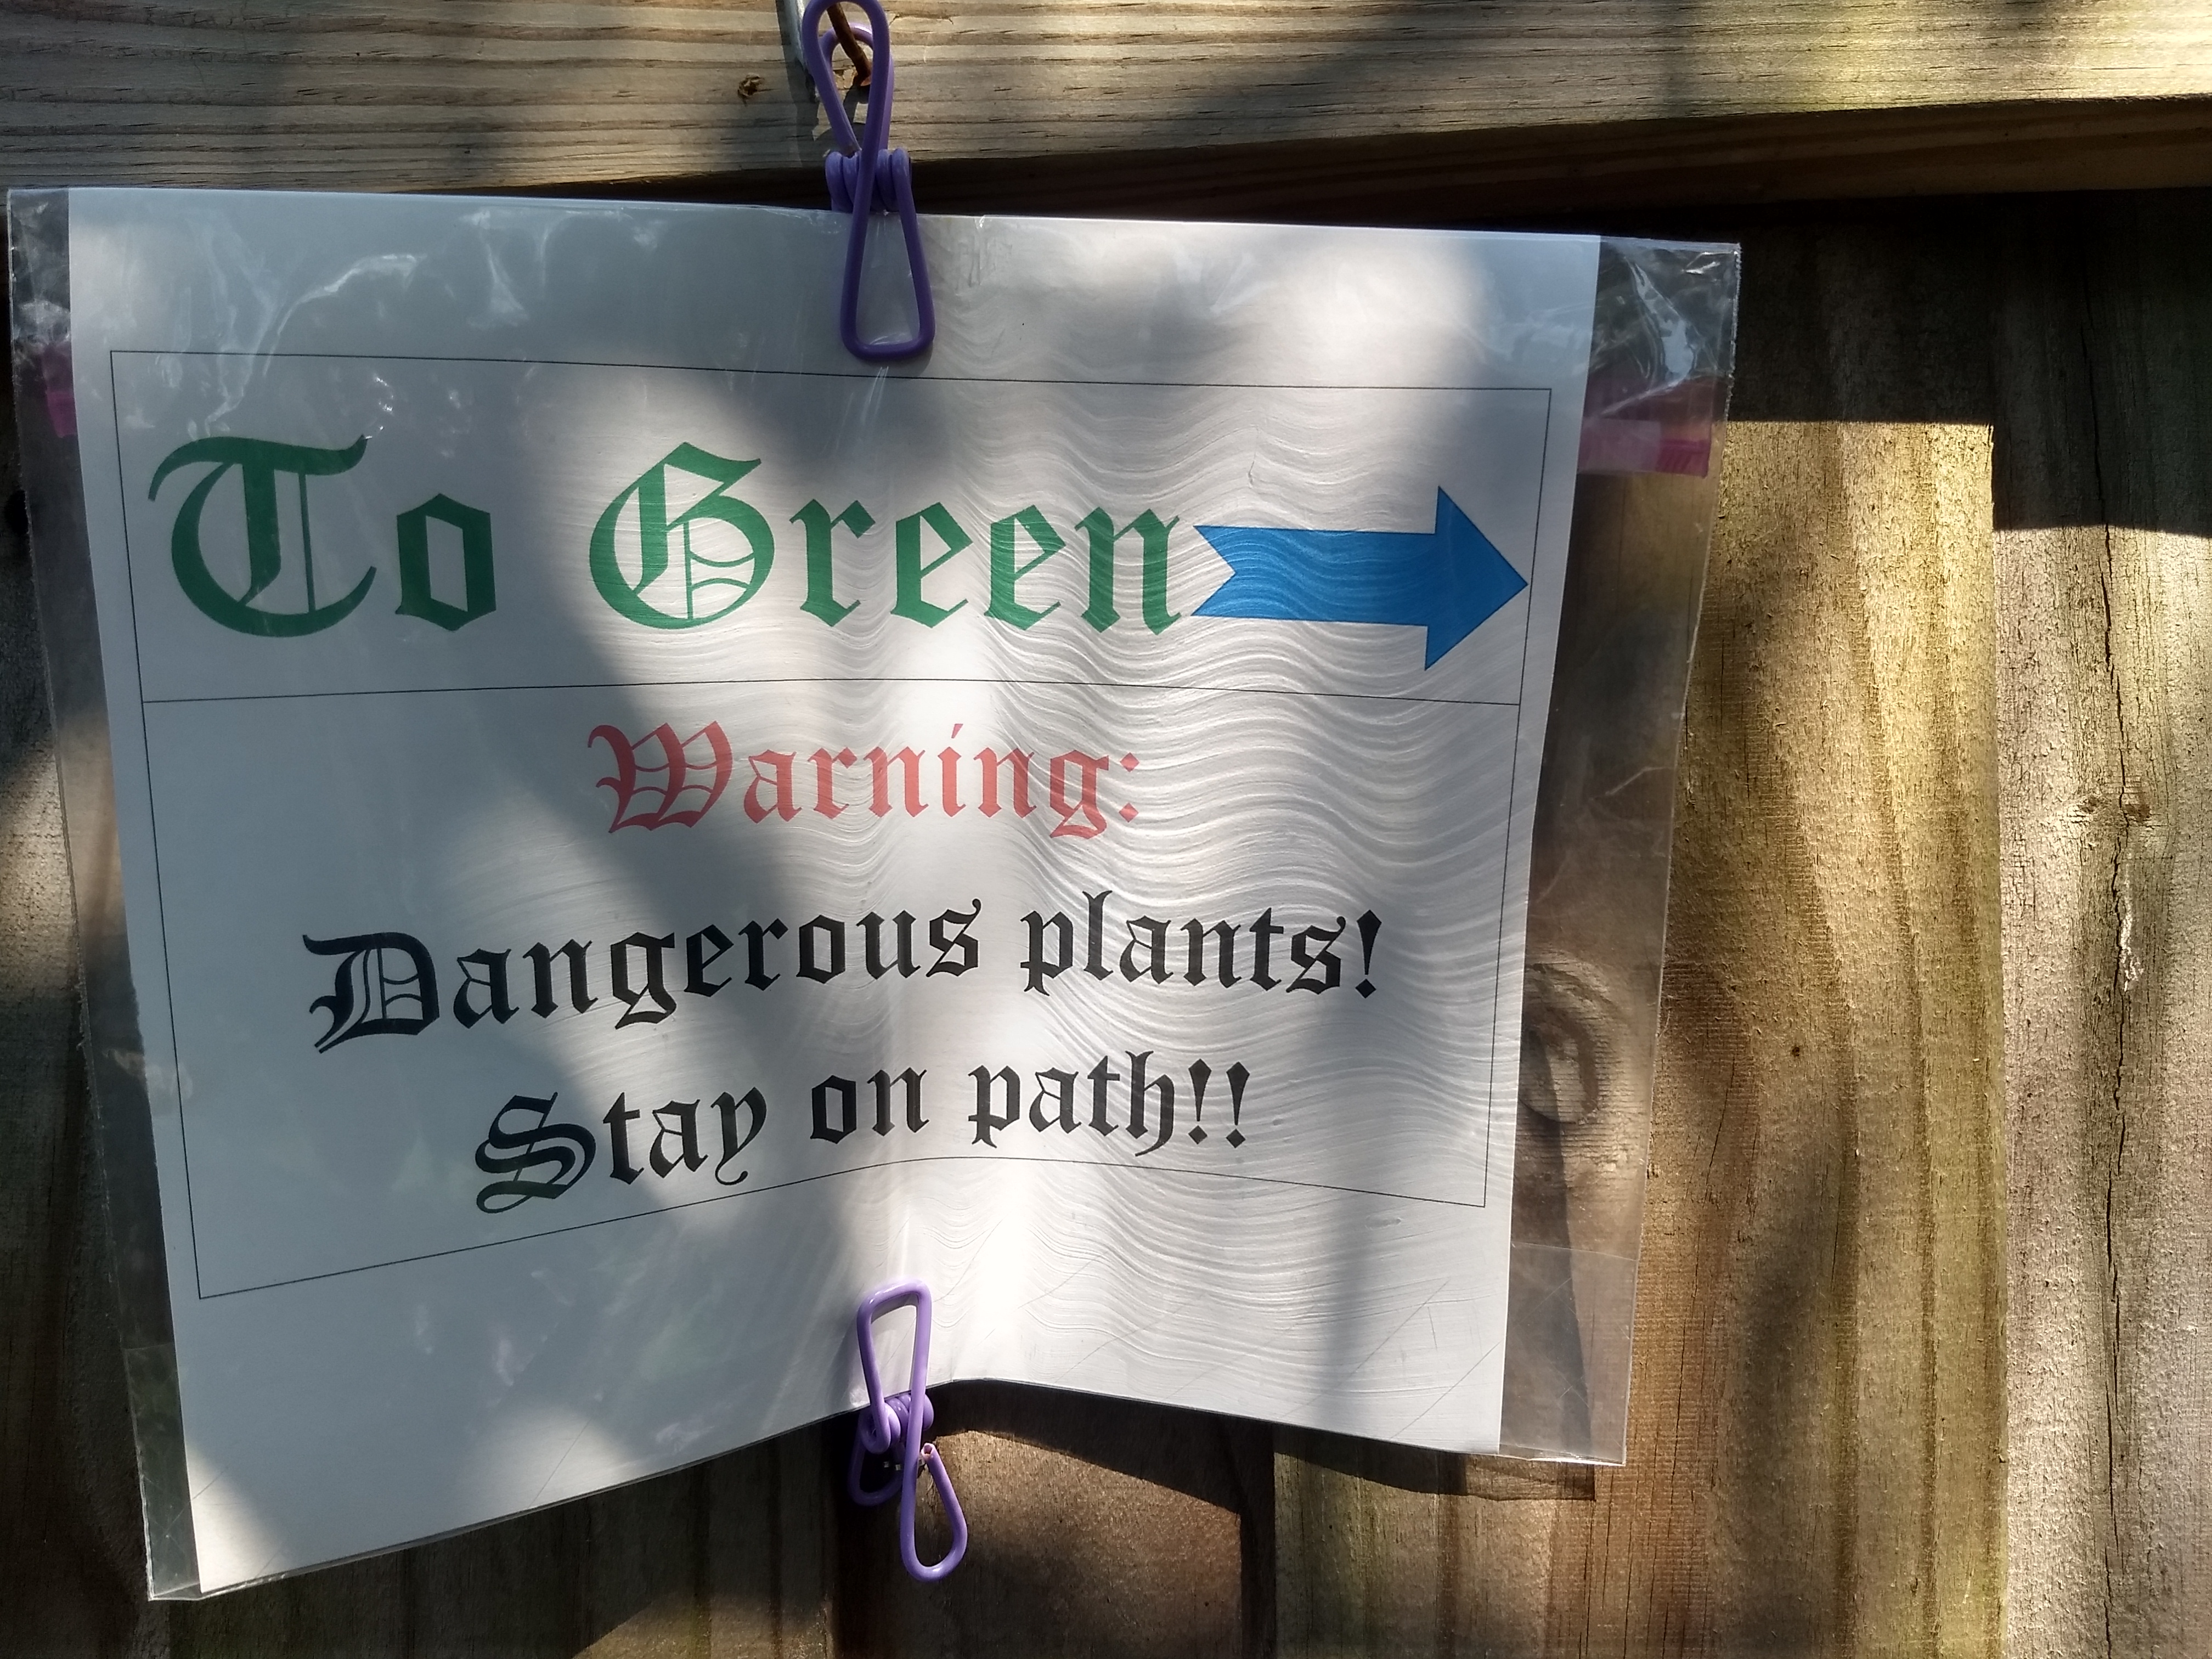 To Green
Warning:
Dangerous plants!
Stay on path!!